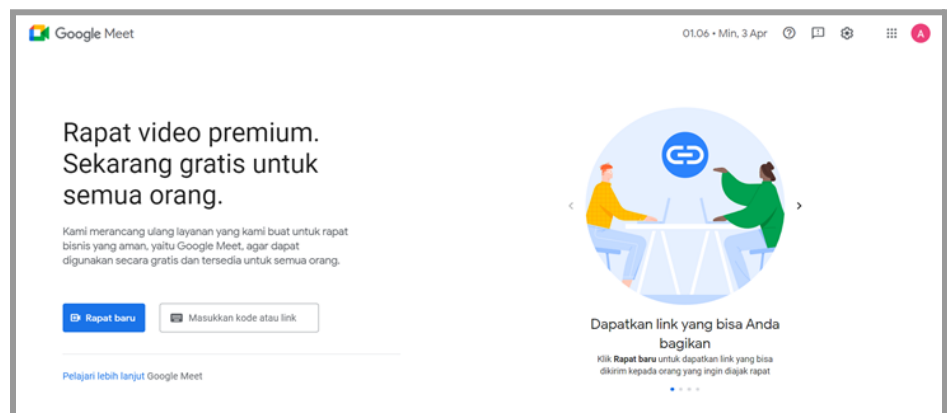 Google Meet
01.06 • Min, 3 Apr
A
Rapat video premium.
Sekarang gratis untuk
semua orang.
Kami merancang ulang layanan yang kami buat untuk rapat
bisnis yang aman, yaitu Google Meet, agar dapat
digunakan secara gratis dan tersedia untuk semua orang.
Rapat baru
Masukkan kode atau link
Pelajari lebih lanjut Google Meet
Dapatkan link yang bisa Anda
bagikan
Klik Rapat baru untuk dapatkan link yang bisa
dikirim kepada orang yang ingin diajak rapat